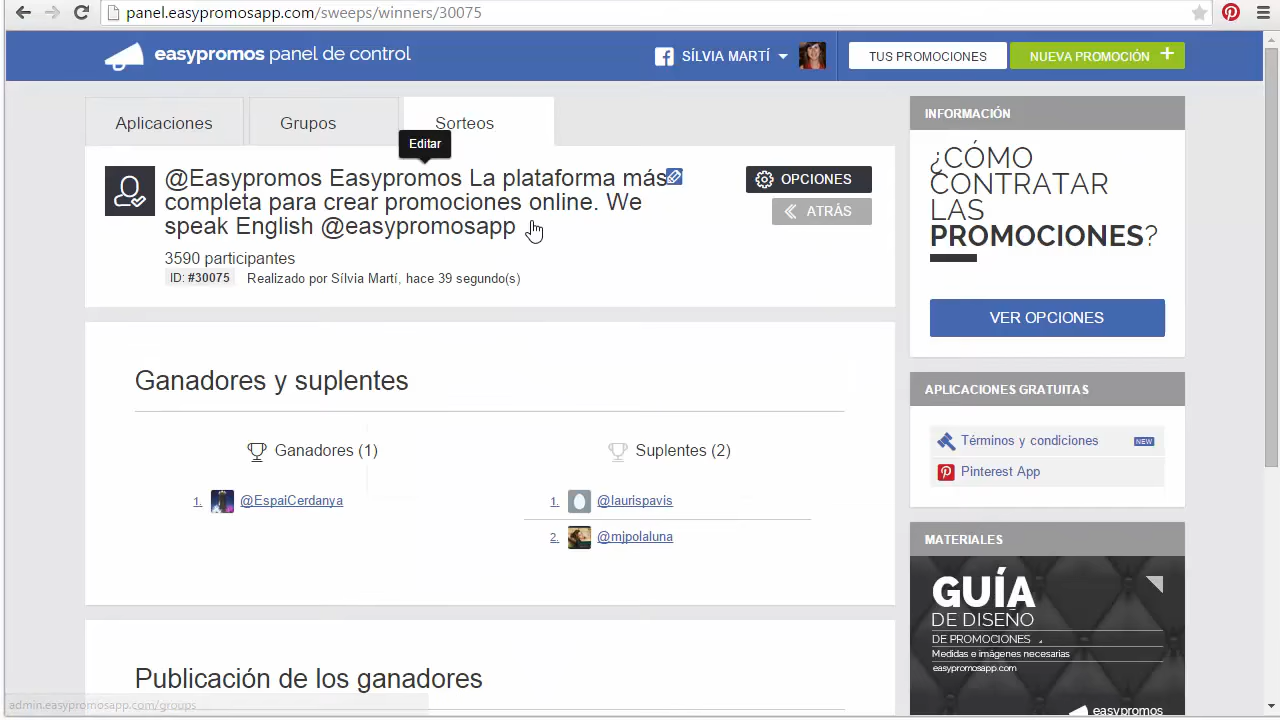 panel.easypromosapp.com/sweeps/winners/30075
easypromos panel de control
SÍLVIA MARTÍ
TUS PROMOCIONES
NUEVA PROMOCIÓN +
Aplicaciones
Grupos
Sorteos
Editar
@Easypromos Easypromos La plataforma más
completa para crear promociones online. We
speak English @easypromosapp
3590 participantes
ID: #30075 Realizado por Sílvia Martí, hace 39 segundo(s)
OPCIONES
ATRÁS
Ganadores y suplentes
Ganadores (1)
1. @EspaiCerdanya
Suplentes (2)
1. @laurispavis
2. @mjpolaluna
Publicación de los ganadores
INFORMACIÓN
¿CÓMO
CONTRATAR
LAS
PROMOCIONES?
VER OPCIONES
APLICACIONES GRATUITAS
Términos y condiciones NEW
Pinterest App
MATERIALES
GUÍA
DE DISEÑO
DE PROMOCIONES
Medidas e imágenes necesarias
easypromosapp.com
easypromos
admin.easypromosapp.com/groups